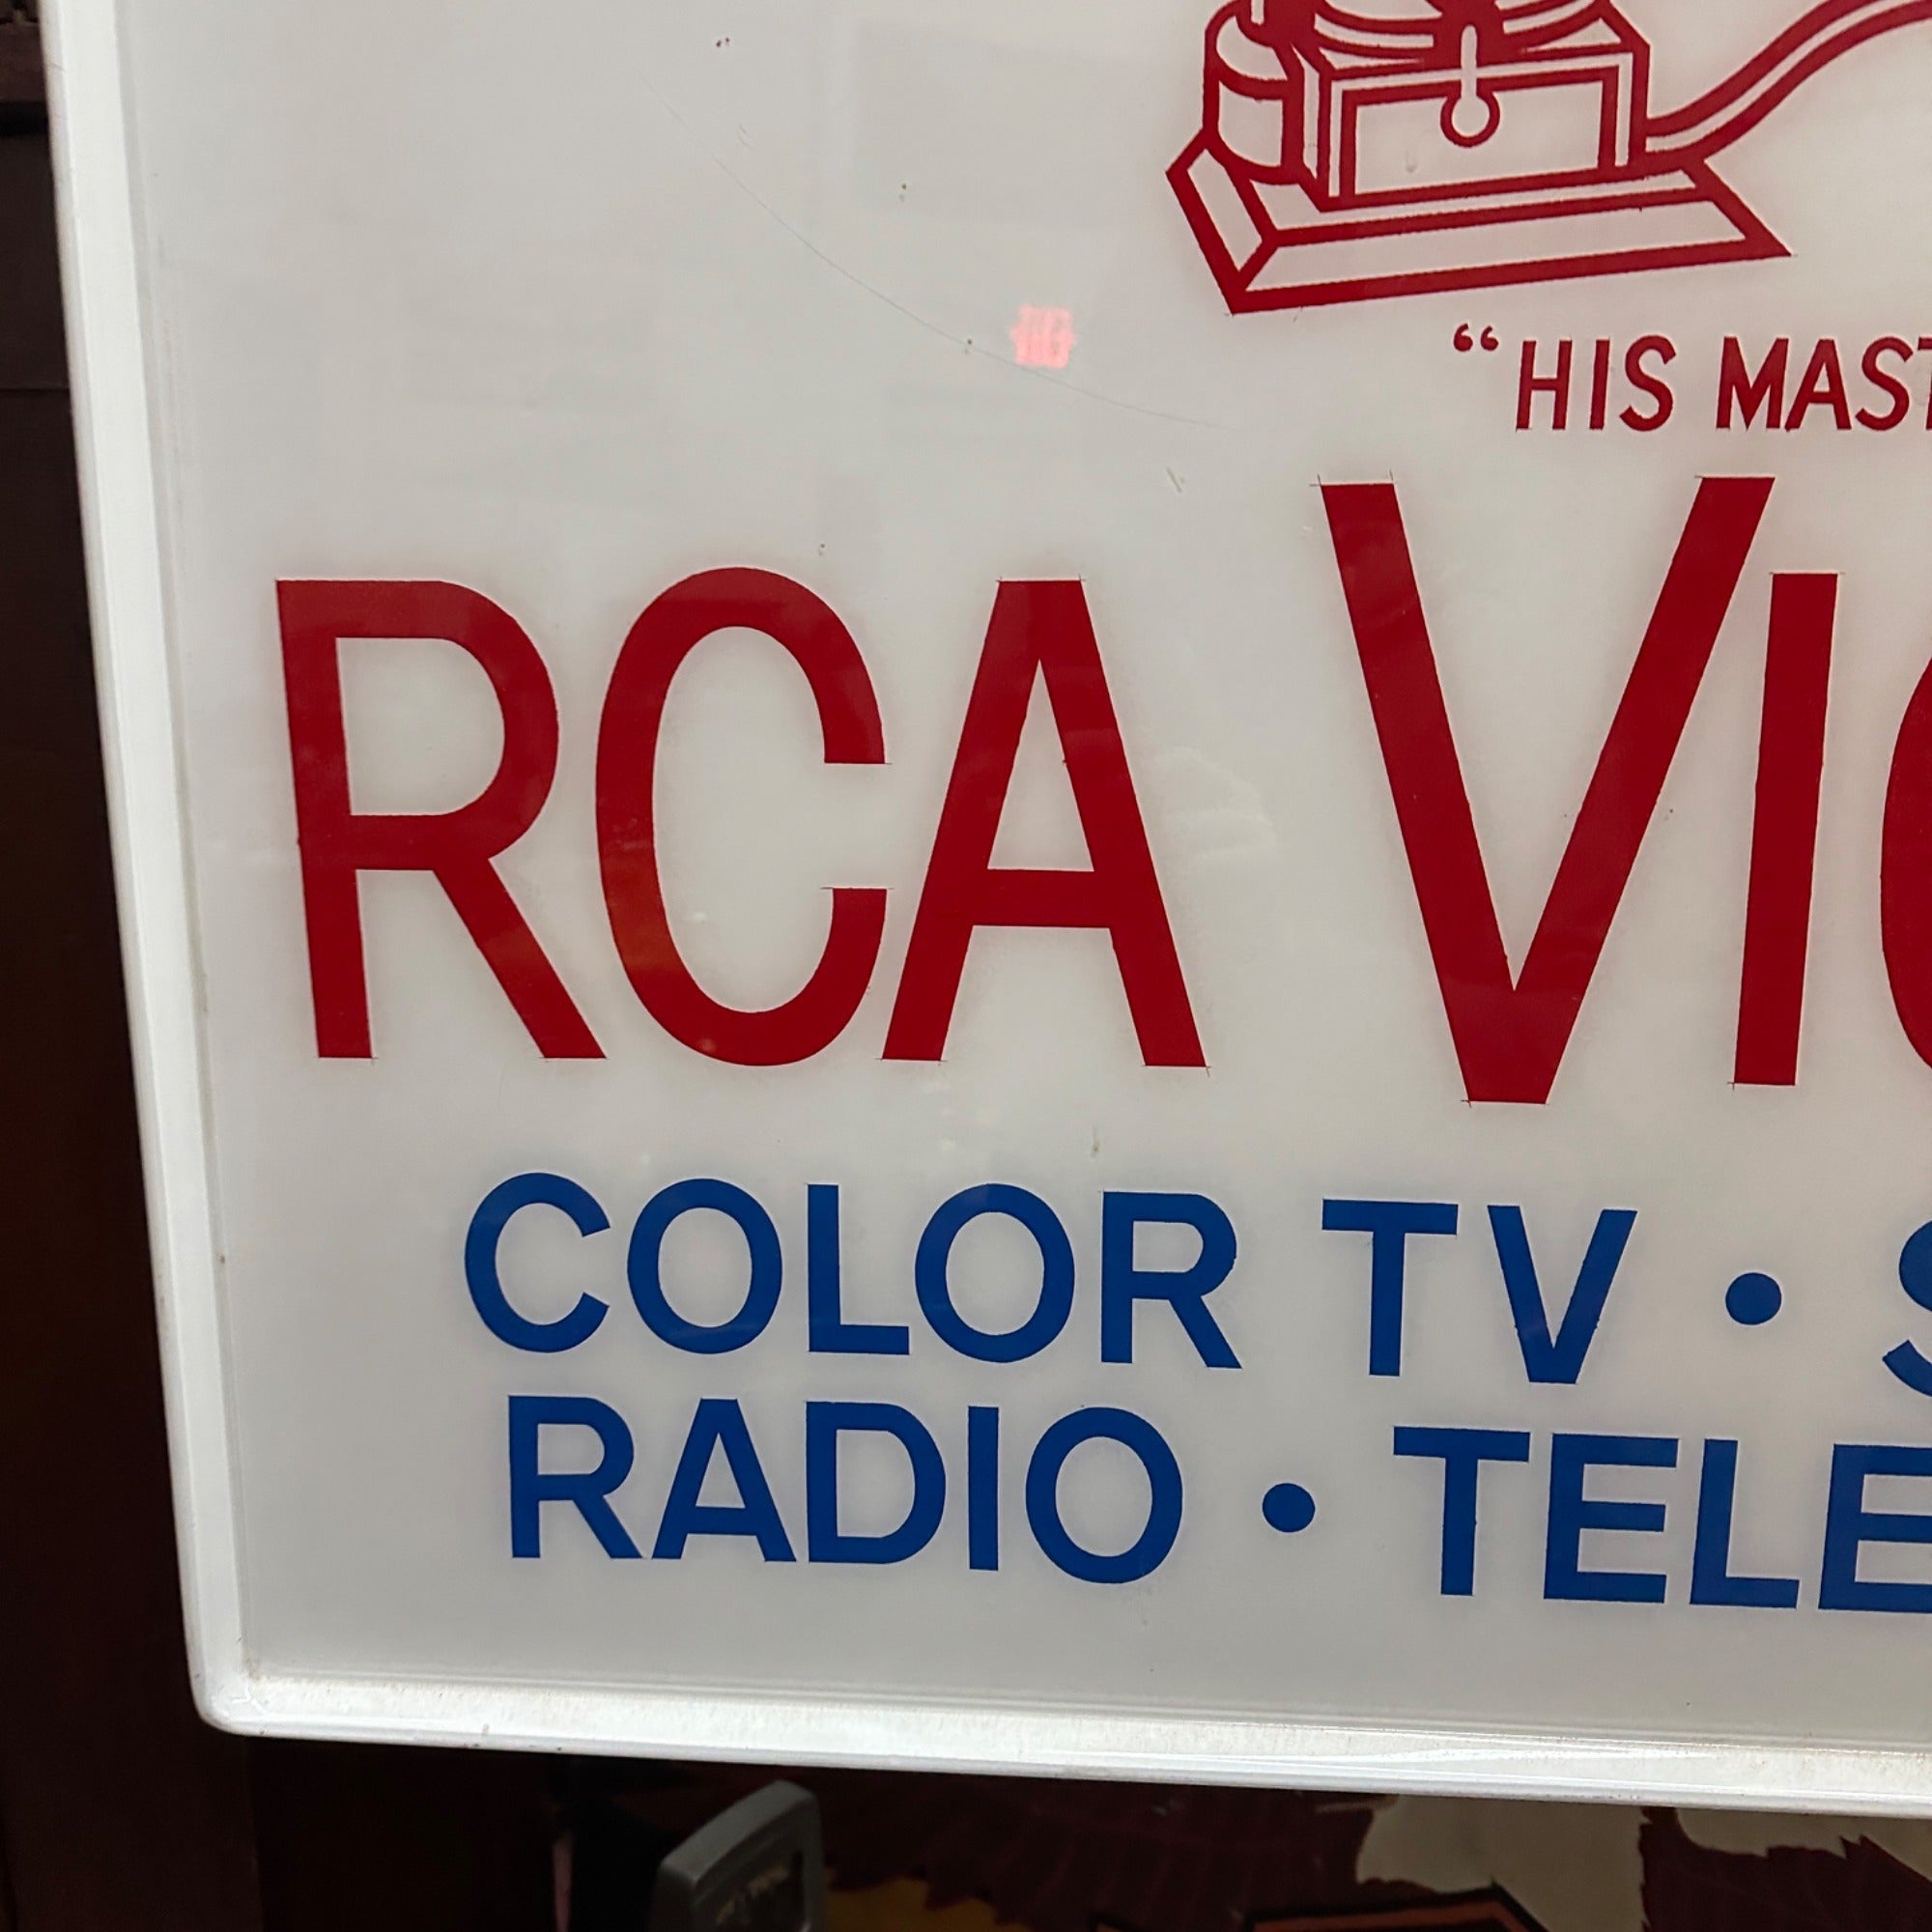 “HIS MAST
RCA VIC
COLOR TV • S
RADIO • TELE